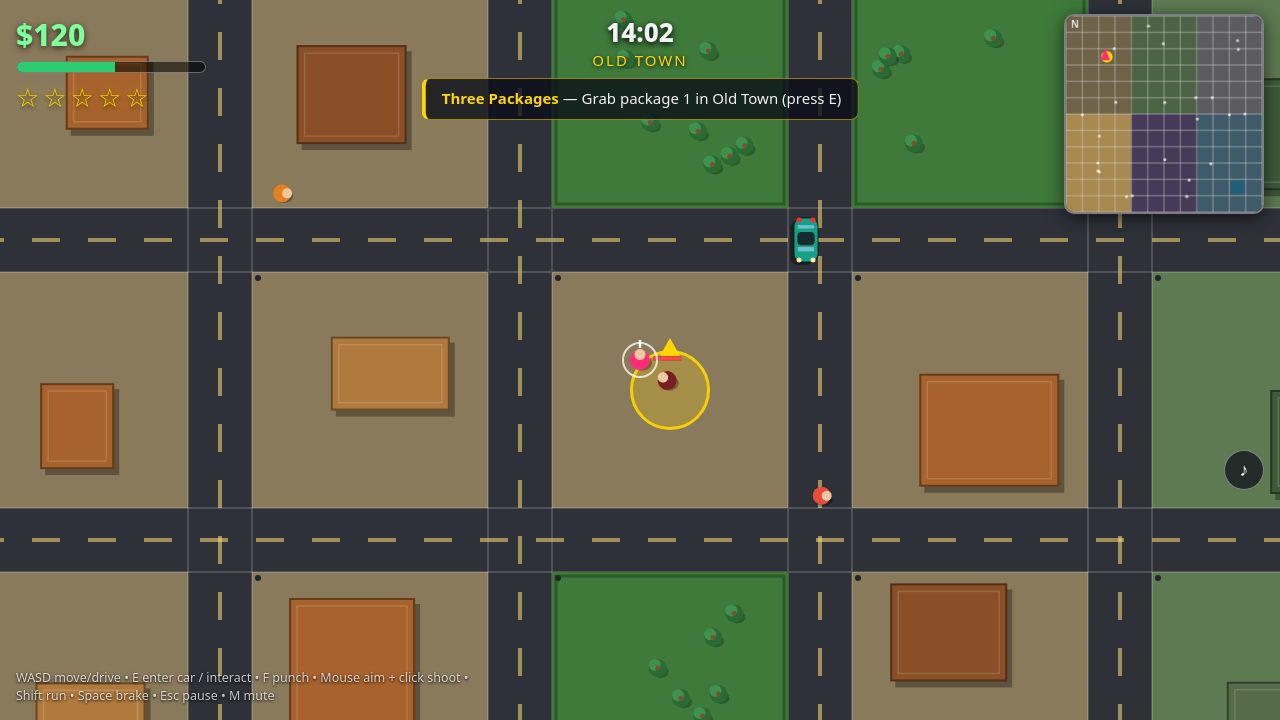 $120
☆☆☆☆☆
14:02
OLD TOWN
Three Packages — Grab package 1 in Old Town (press E)
N
♪
WASD move/drive • E enter car / interact • F punch • Mouse aim + click shoot •
Shift run • Space brake • Esc pause • M mute